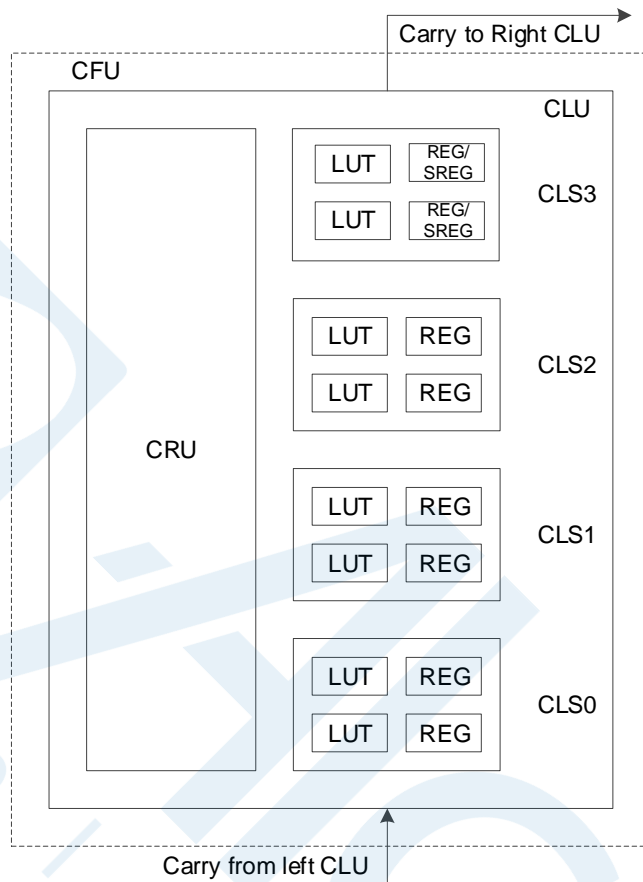 Carry to Right CLU
CFU
CLU
LUT REG/
SREG
LUT REG/
SREG
CLS3
LUT REG
LUT REG
CLS2
CRU
LUT REG
LUT REG
CLS1
LUT REG
LUT REG
CLS0
Carry from left CLU